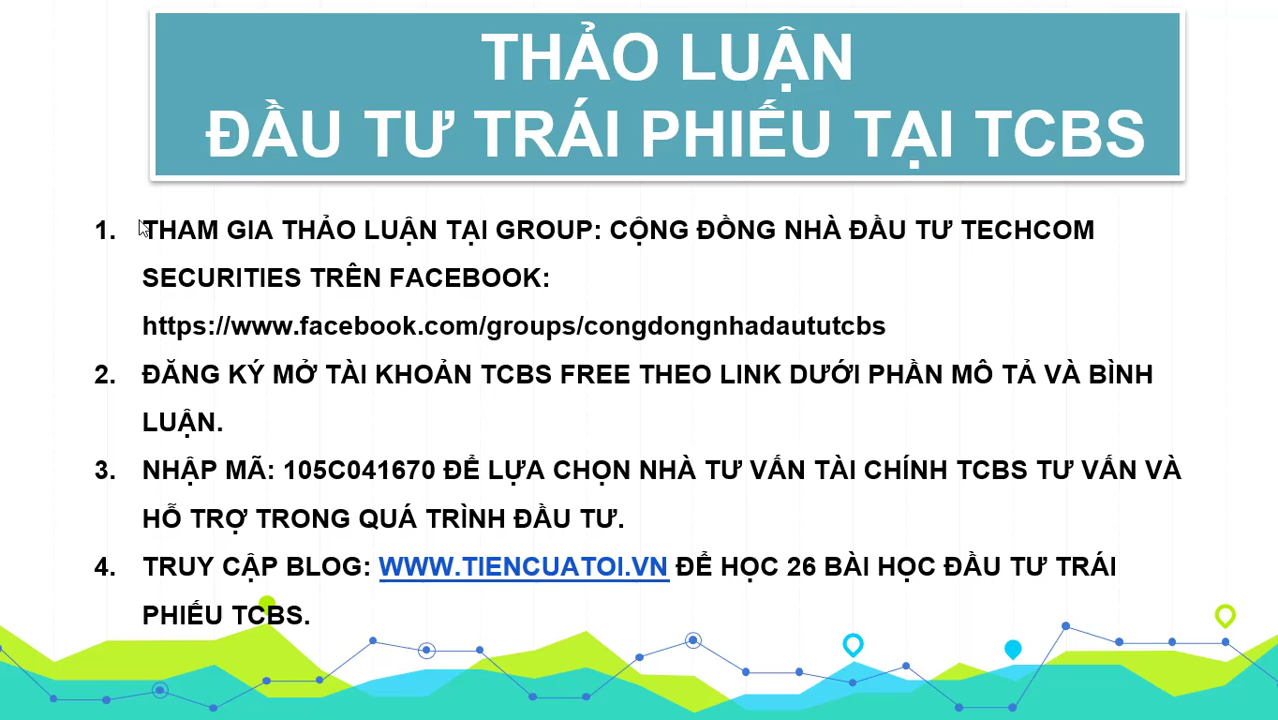 THẢO LUẬN
ĐẦU TƯ TRÁI PHIẾU TẠI TCBS
1. THAM GIA THẢO LUẬN TẠI GROUP: CỘNG ĐỒNG NHÀ ĐẦU TƯ TECHCOM
SECURITIES TRÊN FACEBOOK:
https://www.facebook.com/groups/congdongnhadaututcbs
2. ĐĂNG KÝ MỞ TÀI KHOẢN TCBS FREE THEO LINK DƯỚI PHẦN MÔ TẢ VÀ BÌNH
LUẬN.
3. NHẬP MÃ: 105C041670 ĐỂ LỰA CHỌN NHÀ TƯ VẤN TÀI CHÍNH TCBS TƯ VẤN VÀ
HỖ TRỢ TRONG QUÁ TRÌNH ĐẦU TƯ.
4. TRUY CẬP BLOG: WWW.TIENCUATOI.VN ĐỂ HỌC 26 BÀI HỌC ĐẦU TƯ TRÁI
PHIẾU TCBS.